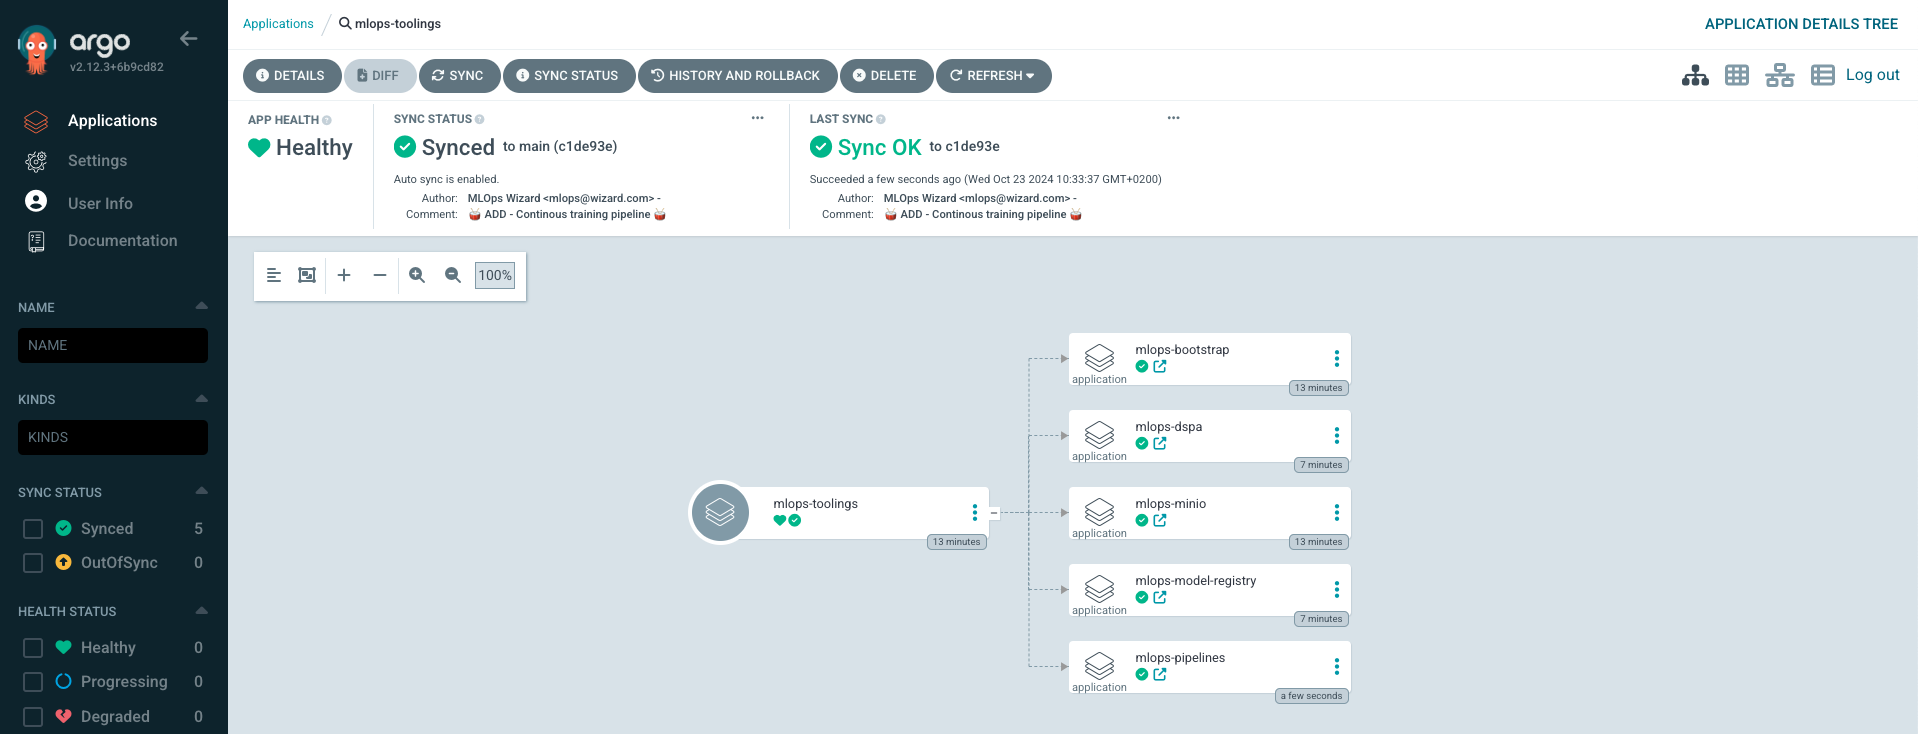 argo
v2.12.3+6b9cd82
Applications
Settings
User Info
Documentation
NAME
NAME
KINDS
KINDS
SYNC STATUS
Synced 5
OutOfSync 0
HEALTH STATUS
Healthy 0
Progressing 0
Degraded 0
Applications / mlops-toolings
APPLICATION DETAILS TREE
DETAILS DIFF SYNC SYNC STATUS HISTORY AND ROLLBACK DELETE REFRESH
Log out
APP HEALTH
Healthy
SYNC STATUS
Synced to main (c1de93e)
Auto sync is enabled.
Author: MLOps Wizard <mlops@wizard.com> -
Comment: 🥁 ADD - Continous training pipeline 🥁
LAST SYNC
Sync OK to c1de93e
Succeeded a few seconds ago (Wed Oct 23 2024 10:33:37 GMT+0200)
Author: MLOps Wizard <mlops@wizard.com> -
Comment: 🥁 ADD - Continous training pipeline 🥁
100%
mlops-toolings
13 minutes
mlops-bootstrap
application
13 minutes
mlops-dspa
application
7 minutes
mlops-minio
application
13 minutes
mlops-model-registry
application
7 minutes
mlops-pipelines
application
a few seconds